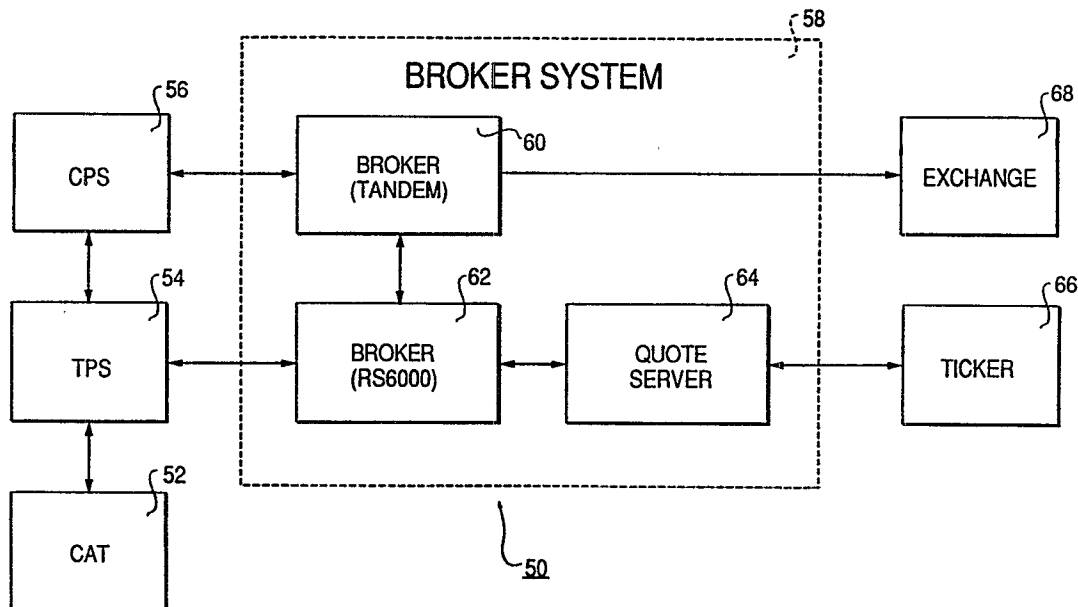 58
BROKER SYSTEM
56
CPS
60
BROKER
(TANDEM)
68
EXCHANGE
54
TPS
62
BROKER
(RS6000)
64
QUOTE
SERVER
66
TICKER
52
CAT
50